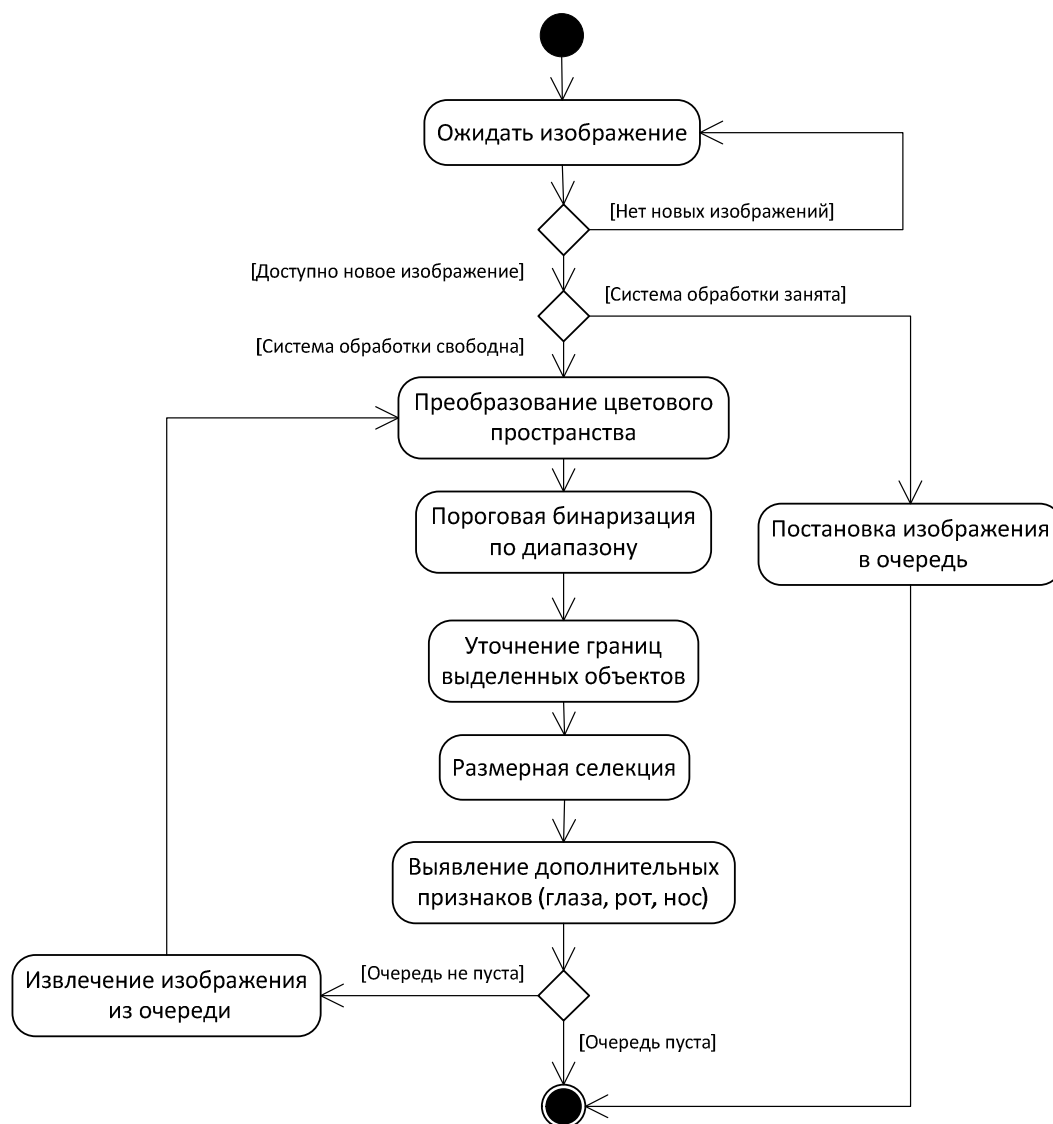 Ожидать изображение
[Нет новых изображений]
[Доступно новое изображение]
[Система обработки занята]
[Система обработки свободна]
Преобразование цветового
пространства
Пороговая бинаризация
по диапазону
Постановка изображения
в очередь
Уточнение границ
выделенных объектов
Размерная селекция
Выявление дополнительных
признаков (глаза, рот, нос)
[Очередь не пуста]
Извлечение изображения
из очереди
[Очередь пуста]